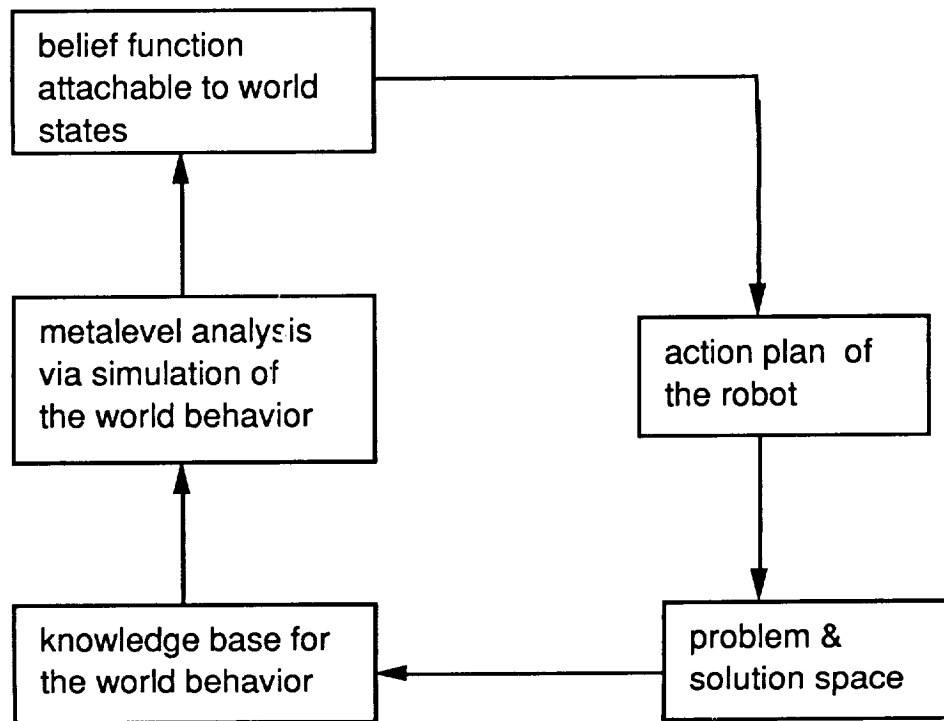 belief function
attachable to world
states
metalevel analysis
via simulation of
the world behavior
action plan of
the robot
knowledge base for
the world behavior
problem &
solution space